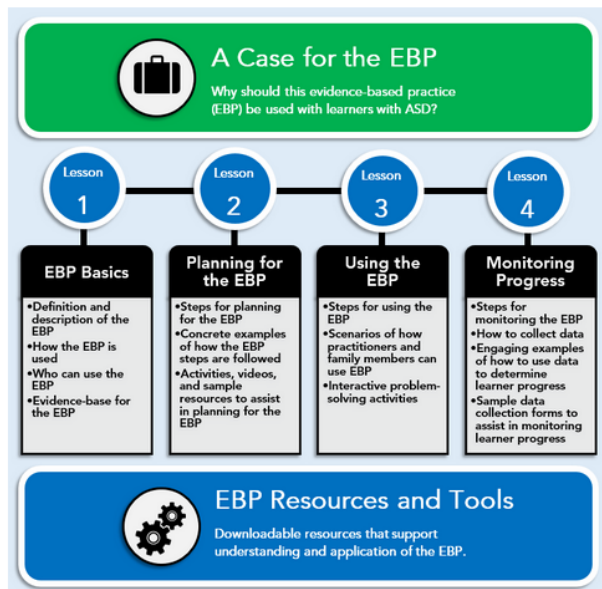 A Case for the EBP
Why should this evidence-based practice
(EBP) be used with learners with ASD?
Lesson
1
Lesson
2
Lesson
3
Lesson
4
EBP Basics
•Definition and
description of the
EBP
•How the EBP is
used
•Who can use the
EBP
•Evidence-base for
the EBP
Planning for
the EBP
•Steps for planning
for the EBP
•Concrete examples
of how the EBP
steps are followed
•Activities, videos,
and sample
resources to assist
in planning for the
EBP
Using the
EBP
•Steps for using the
EBP
•Scenarios of how
practitioners and
family members can
use EBP
•Interactive problem-
solving activities
Monitoring
Progress
•Steps for
monitoring the EBP
•How to collect data
•Engaging examples
of how to use data
to determine
learner progress
•Sample data
collection forms to
assist in monitoring
learner progress
EBP Resources and Tools
Downloadable resources that support
understanding and application of the EBP.